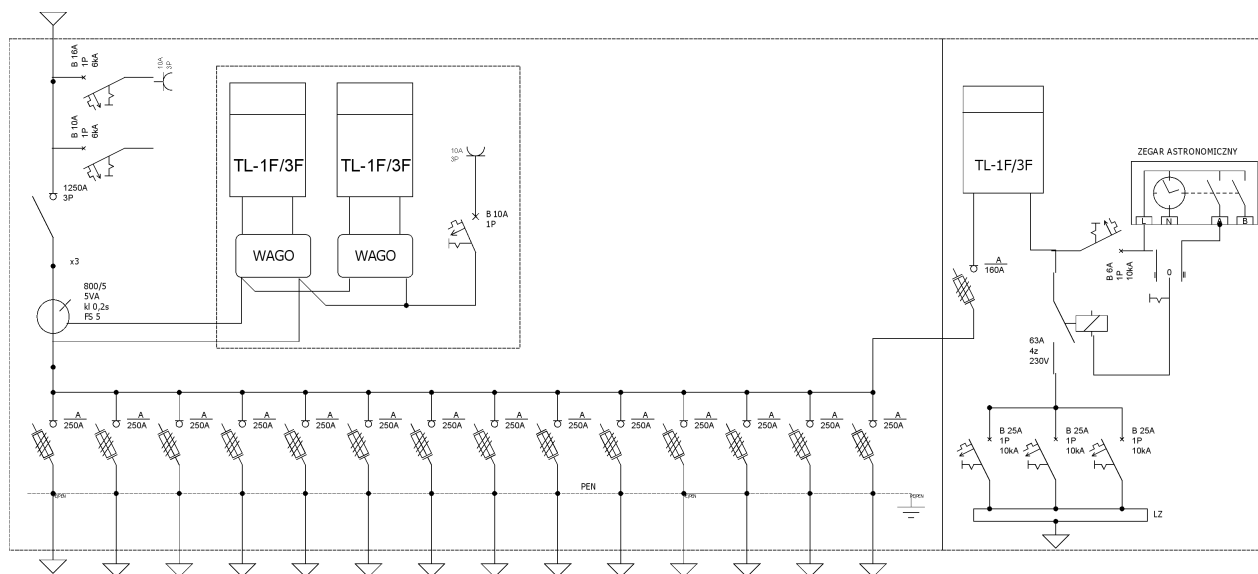 B 16A
1P
6kA
10A
3P
B 10A
1P
6kA
1250A
3P
x3
800/5
5VA
kl 0,2s
FS 5
TL-1F/3F
TL-1F/3F
WAGO
WAGO
10A
3P
B 10A
1P
TL-1F/3F
ZEGAR ASTRONOMICZNY
L
N
A
B
A
160A
B 6A
1P
10kA
I
0
II
63A
4z
230V
A
250A
A
250A
A
250A
A
250A
A
250A
A
250A
A
250A
A
250A
A
250A
A
250A
A
250A
A
250A
A
250A
A
250A
B 25A
1P
10kA
B 25A
1P
10kA
B 25A
1P
10kA
PEN
LZ